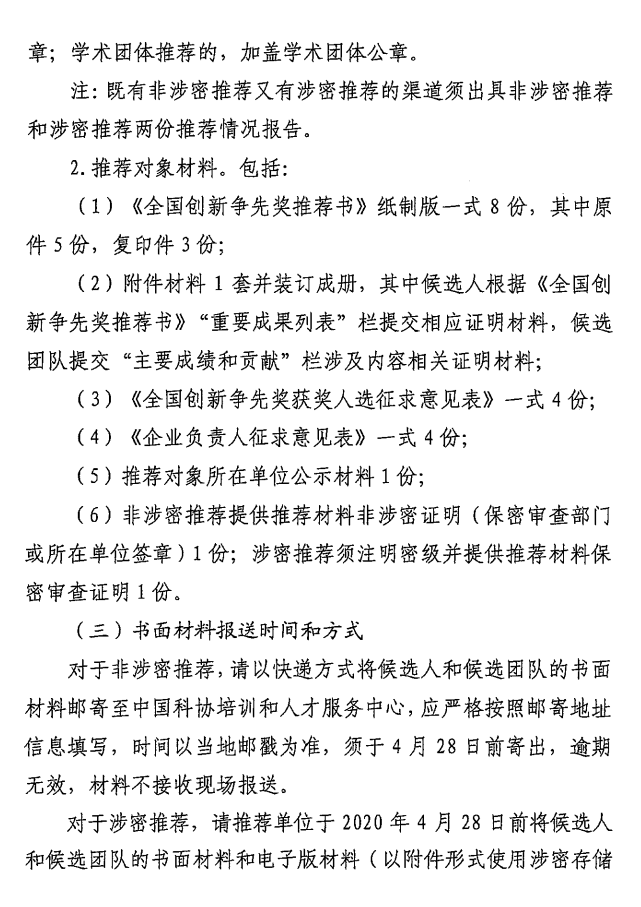 章；学术团体推荐的，加盖学术团体公章。
注：既有非涉密推荐又有涉密推荐的渠道须出具非涉密推荐
和涉密推荐两份推荐情况报告。
2.推荐对象材料。包括：
（1）《全国创新争先奖推荐书》纸制版一式 8 份，其中原
件 5 份，复印件 3 份；
（2）附件材料 1 套并装订成册，其中候选人根据《全国创
新争先奖推荐书》“重要成果列表”栏提交相应证明材料，候选
团队提交“主要成绩和贡献”栏涉及内容相关证明材料；
（3）《全国创新争先奖获奖人选征求意见表》一式 4 份；
（4）《企业负责人征求意见表》一式 4 份；
（5）推荐对象所在单位公示材料 1 份；
（6）非涉密推荐提供推荐材料非涉密证明（保密审查部门
或所在单位签章）1 份；涉密推荐须注明密级并提供推荐材料保
密审查证明 1 份。
（三）书面材料报送时间和方式
对于非涉密推荐，请以快递方式将候选人和候选团队的书面
材料邮寄至中国科协培训和人才服务中心，应严格按照邮寄地址
信息填写，时间以当地邮戳为准，须于 4 月 28 日前寄出，逾期
无效，材料不接收现场报送。
对于涉密推荐，请推荐单位于 2020 年 4 月 28 日前将候选人
和候选团队的书面材料和电子版材料（以附件形式使用涉密存储